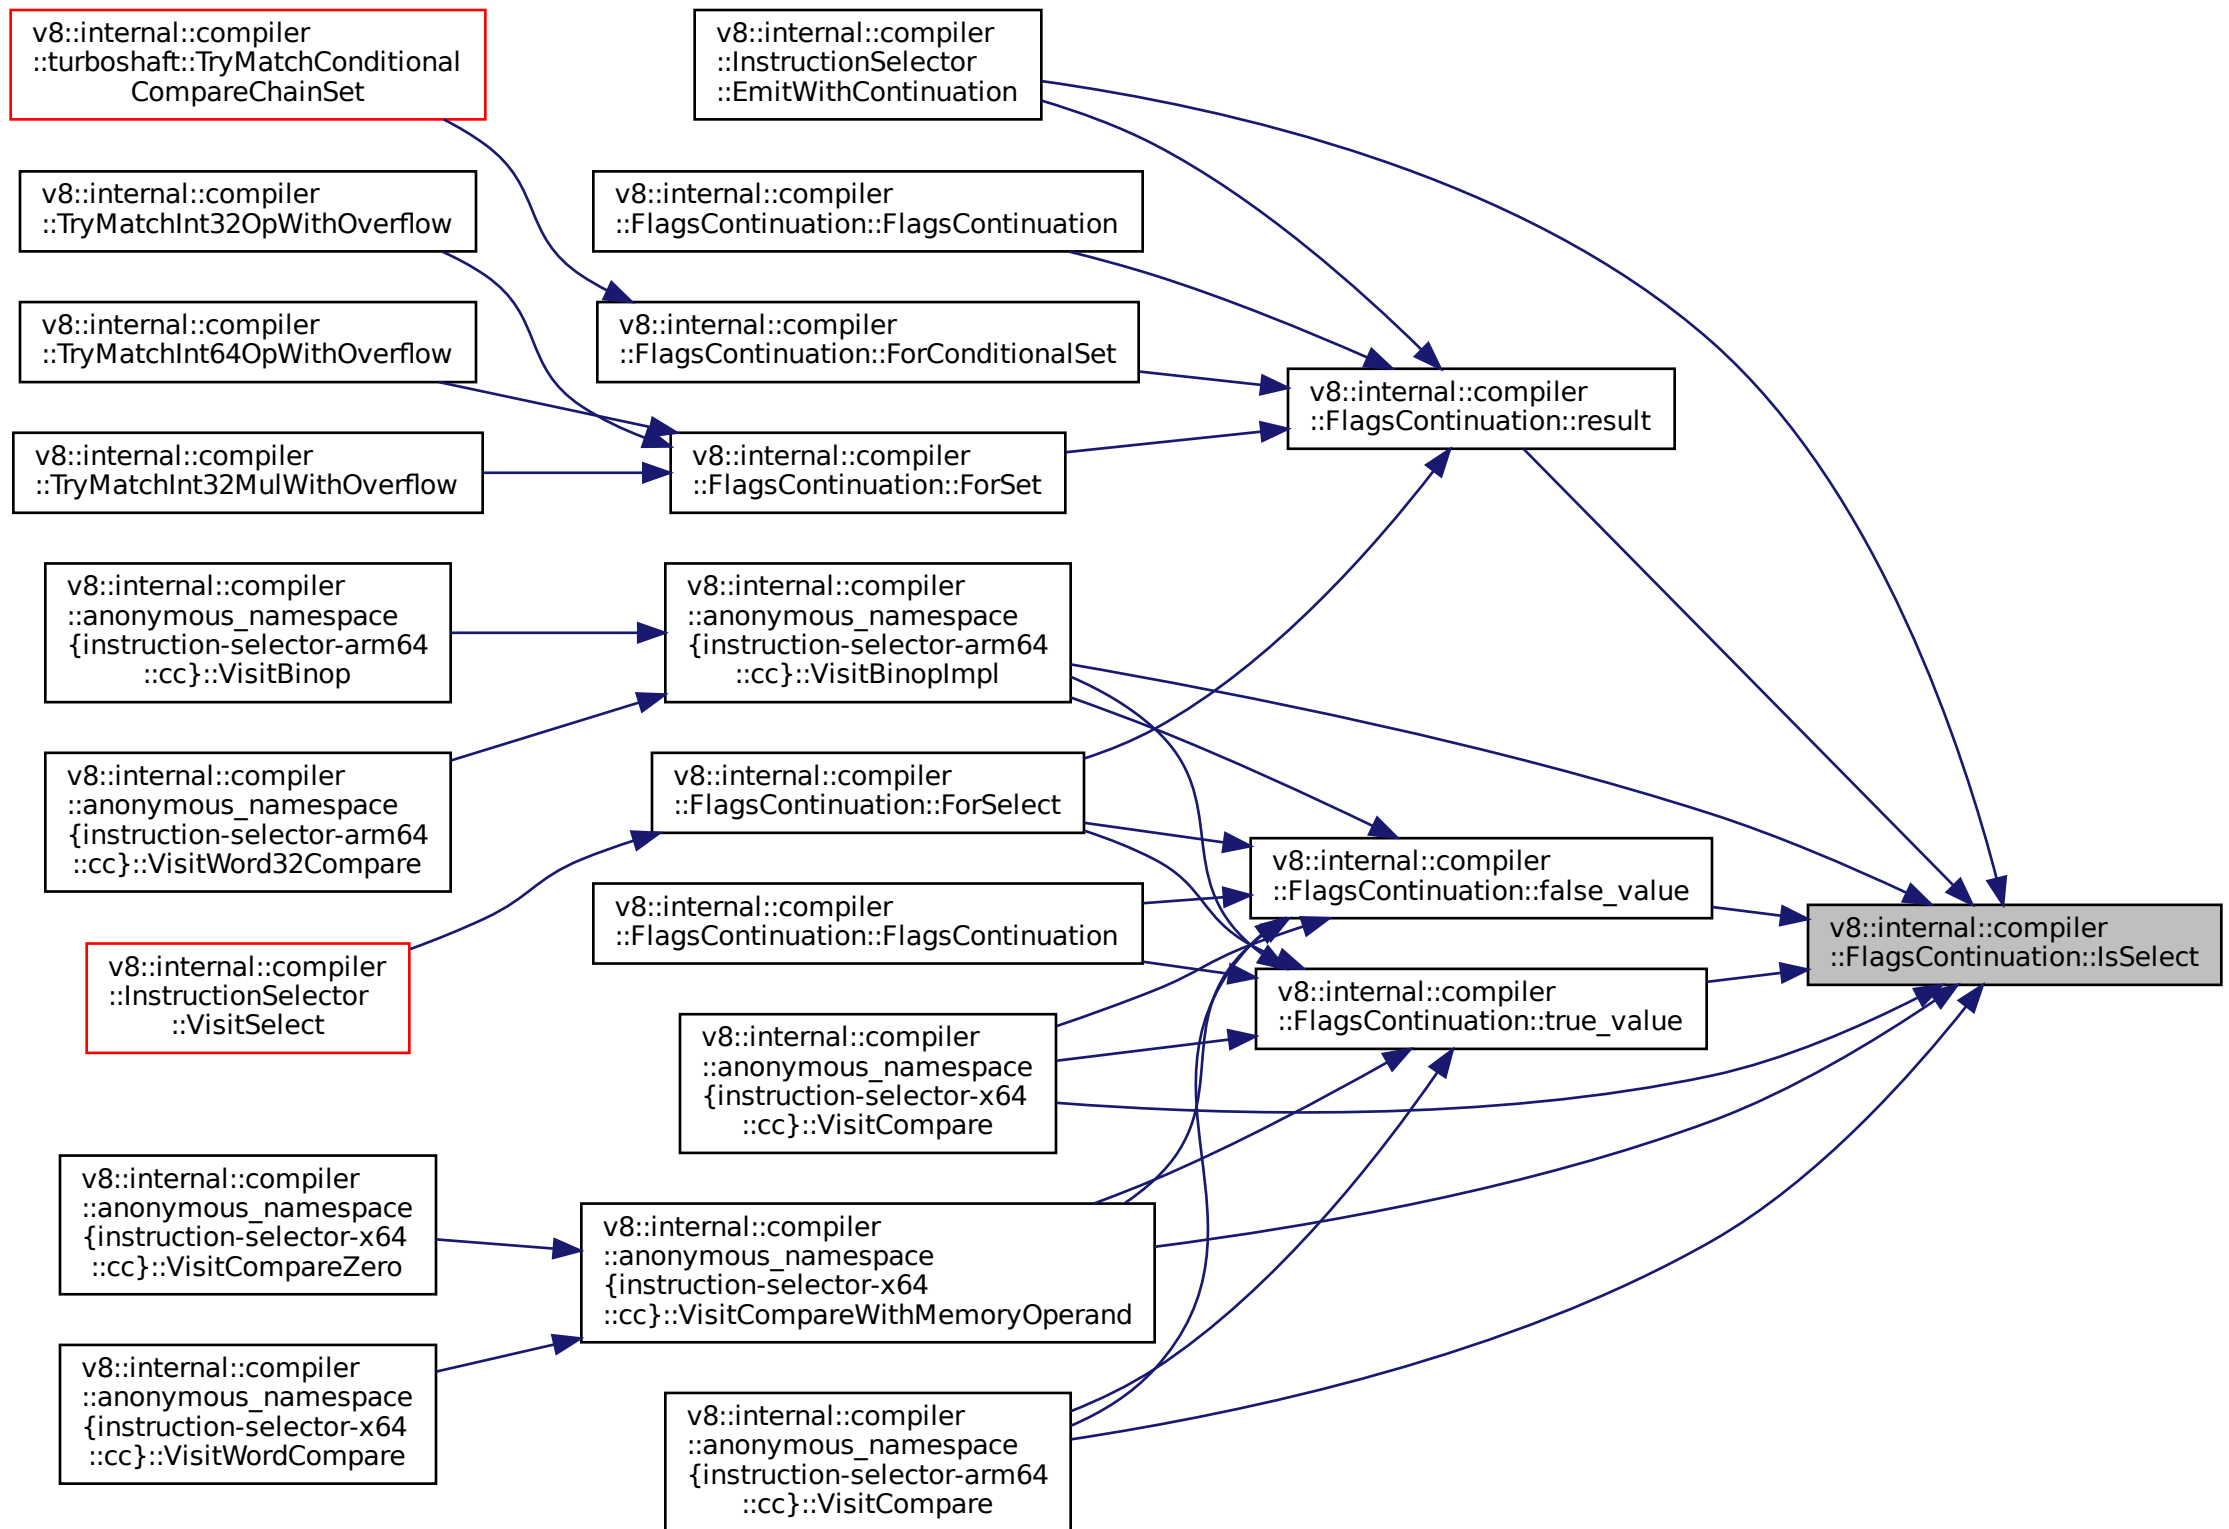 v8::internal::compiler
::turboshaft::TryMatchConditional
CompareChainSet
v8::internal::compiler
::TryMatchInt32OpWithOverflow
v8::internal::compiler
::TryMatchInt64OpWithOverflow
v8::internal::compiler
::TryMatchInt32MulWithOverflow
v8::internal::compiler
::anonymous_namespace
{instruction-selector-arm64
::cc}::VisitBinop
v8::internal::compiler
::anonymous_namespace
{instruction-selector-arm64
::cc}::VisitWord32Compare
v8::internal::compiler
::InstructionSelector
::VisitSelect
v8::internal::compiler
::anonymous_namespace
{instruction-selector-x64
::cc}::VisitCompareZero
v8::internal::compiler
::anonymous_namespace
{instruction-selector-x64
::cc}::VisitWordCompare
v8::internal::compiler
::InstructionSelector
::EmitWithContinuation
v8::internal::compiler
::FlagsContinuation::FlagsContinuation
v8::internal::compiler
::FlagsContinuation::ForConditionalSet
v8::internal::compiler
::FlagsContinuation::ForSet
v8::internal::compiler
::anonymous_namespace
{instruction-selector-arm64
::cc}::VisitBinopImpl
v8::internal::compiler
::FlagsContinuation::ForSelect
v8::internal::compiler
::FlagsContinuation::FlagsContinuation
v8::internal::compiler
::anonymous_namespace
{instruction-selector-x64
::cc}::VisitCompare
v8::internal::compiler
::anonymous_namespace
{instruction-selector-x64
::cc}::VisitCompareWithMemoryOperand
v8::internal::compiler
::anonymous_namespace
{instruction-selector-arm64
::cc}::VisitCompare
v8::internal::compiler
::FlagsContinuation::result
v8::internal::compiler
::FlagsContinuation::false_value
v8::internal::compiler
::FlagsContinuation::true_value
v8::internal::compiler
::FlagsContinuation::IsSelect